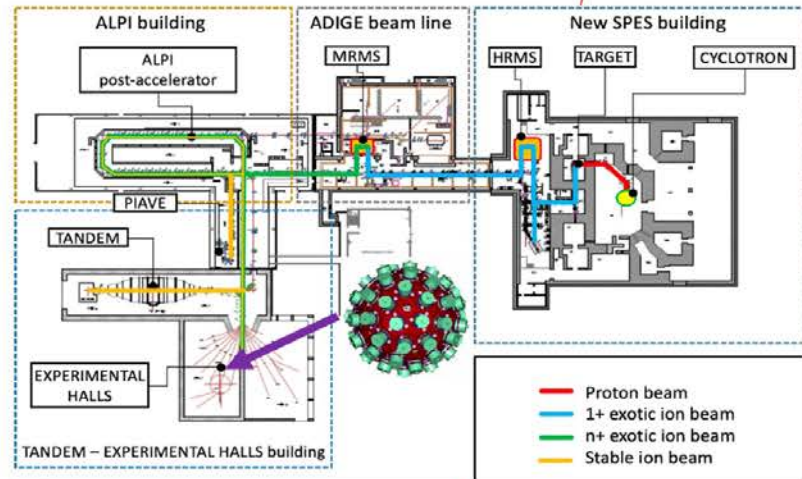 ALPI building
ADIGE beam line
New SPES building
ALPI
post-accelerator
MRMS
HRMS
TARGET
CYCLOTRON
PIAVE
TANDEM
EXPERIMENTAL
HALLS
TANDEM – EXPERIMENTAL HALLS building
Proton beam
1+ exotic ion beam
n+ exotic ion beam
Stable ion beam